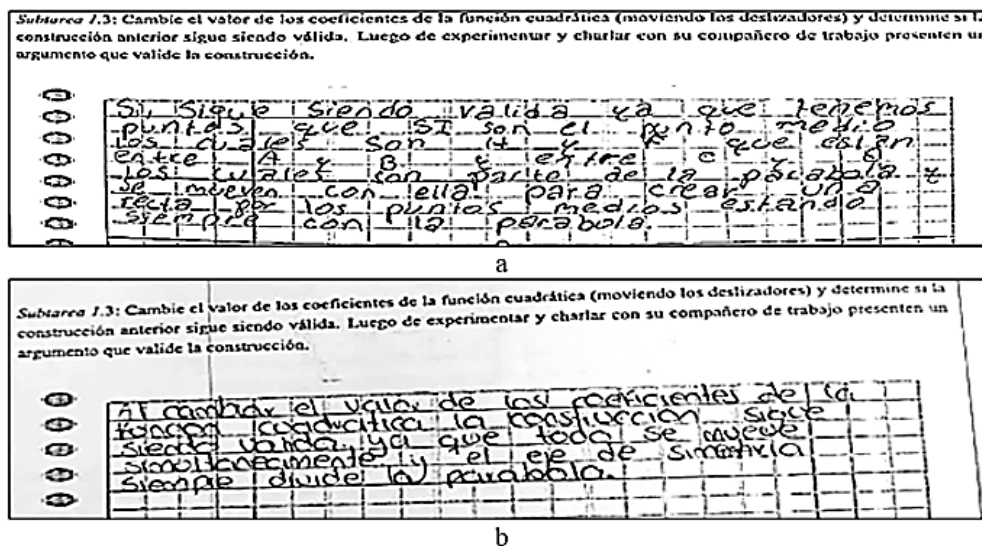 Subtarea 1.3: Cambie el valor de los coeficientes de la función cuadrática (moviendo los deslizadores) y determine si l
construcción anterior sigue siendo válida. Luego de experimentar y charlar con su compañero de trabajo presenten un
argumento que valide la construcción.
Si, sigue siendo valida ya que tenemos
puntos que SI son el punto medio
los cuales son H y F que están
entre A y B y entre C y
los cuales son parte de la parabola y
se mueven con ella para crear una
recta por los puntos medios estando
siempre con la parabola.
a
Subtarea 1.3: Cambie el valor de los coeficientes de la función cuadrática (moviendo los deslizadores) y determine si la
construcción anterior sigue siendo válida. Luego de experimentar y charlar con su compañero de trabajo presenten un
argumento que valide la construcción.
Al cambiar el valor de los coeficientes de la
función cuadrática la construcción sigue
siendo valida, ya que todo se mueve
simultaneamente y el eje de simetria
siempre divide la parabola.
b